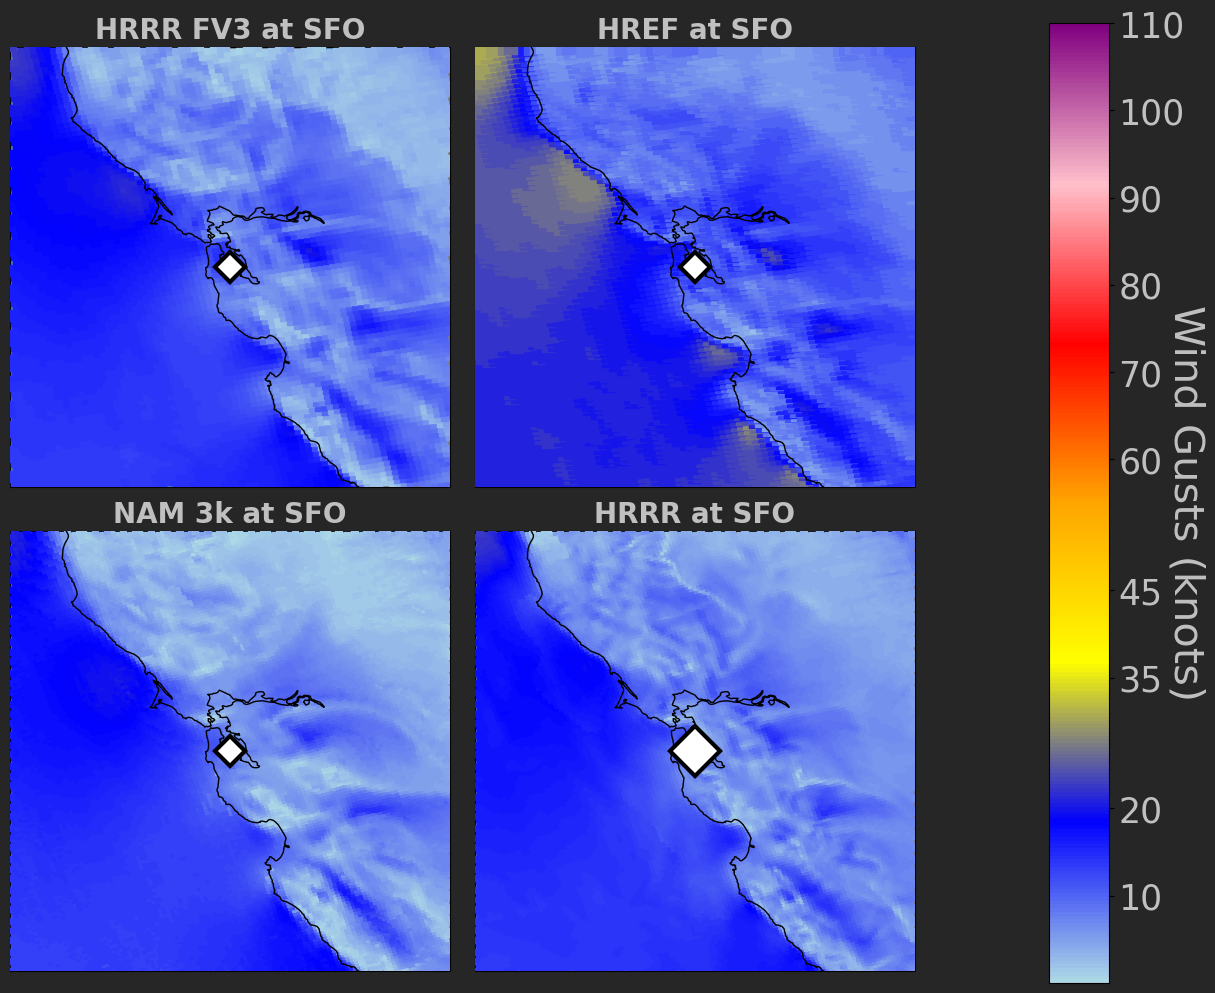 HRRR FV3 at SFO
HREF at SFO
NAM 3k at SFO
HRRR at SFO
110
100
90
80
70
60
45
35
20
10
Wind Gusts (knots)